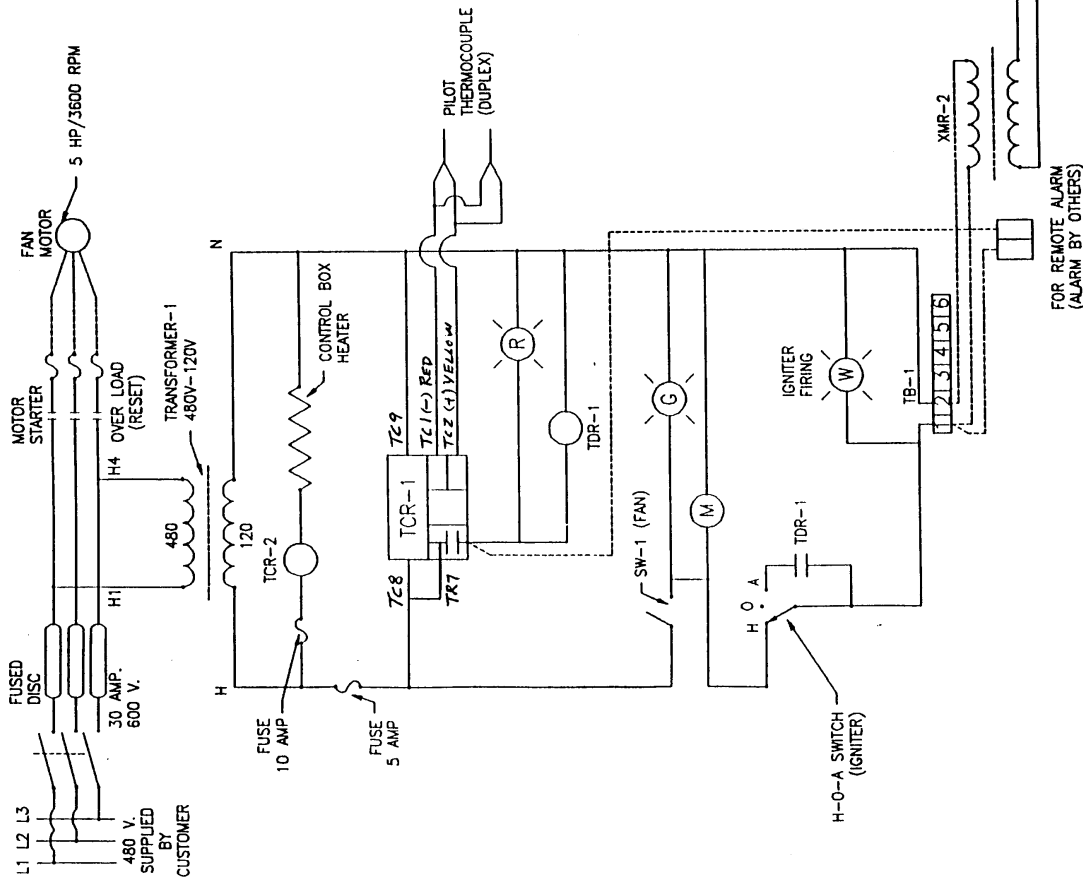 L1 L2 L3
480 V.
SUPPLIED
BY
CUSTOMER
FUSED
DISC
30 AMP.
600 V.
MOTOR
STARTER
OVER LOAD
(RESET)
FAN
MOTOR
5 HP/3600 RPM
H1
H4
480
120
TRANSFORMER-1
480V-120V
H
N
FUSE
10 AMP
TCR-2
CONTROL BOX
HEATER
FUSE
5 AMP
TC8
TR7
TCR-1
TC9
TC1(-) RED
TC2 (+) YELLOW
PILOT
THERMOCOUPLE
(DUPLEX)
R
TDR-1
SW-1 (FAN)
G
M
H O A
TDR-1
H-O-A SWITCH
(IGNITER)
IGNITER
FIRING
W
TB-1
1 2 3 4 5 6
XMR-2
FOR REMOTE ALARM
(ALARM BY OTHERS)